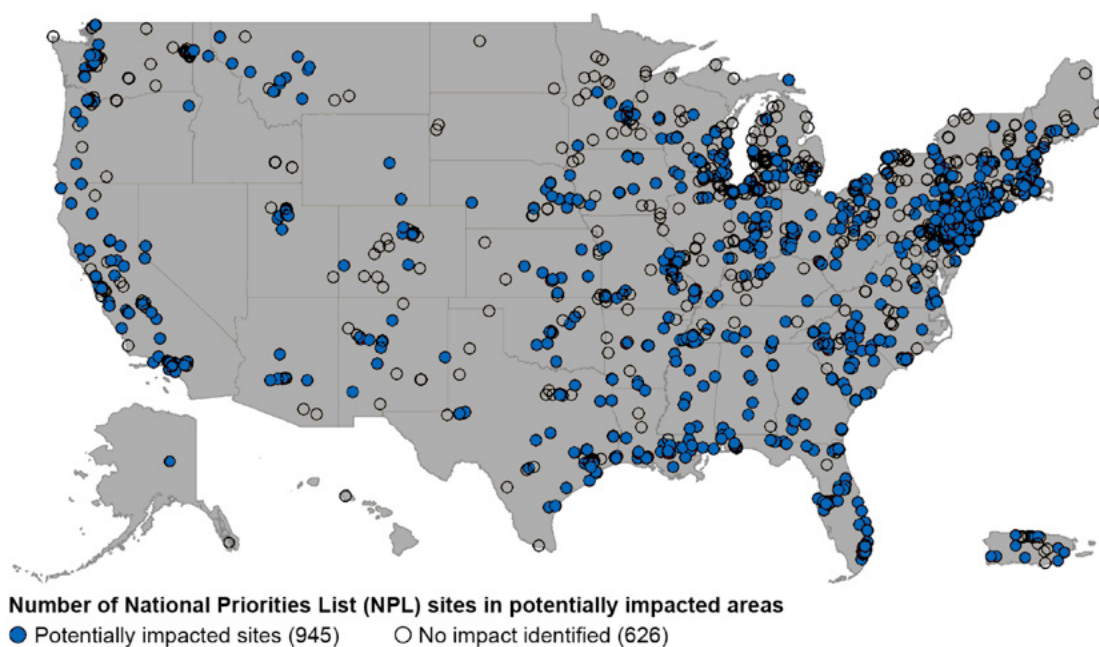 Number of National Priorities List (NPL) sites in potentially impacted areas
Potentially impacted sites (945) No impact identified (626)